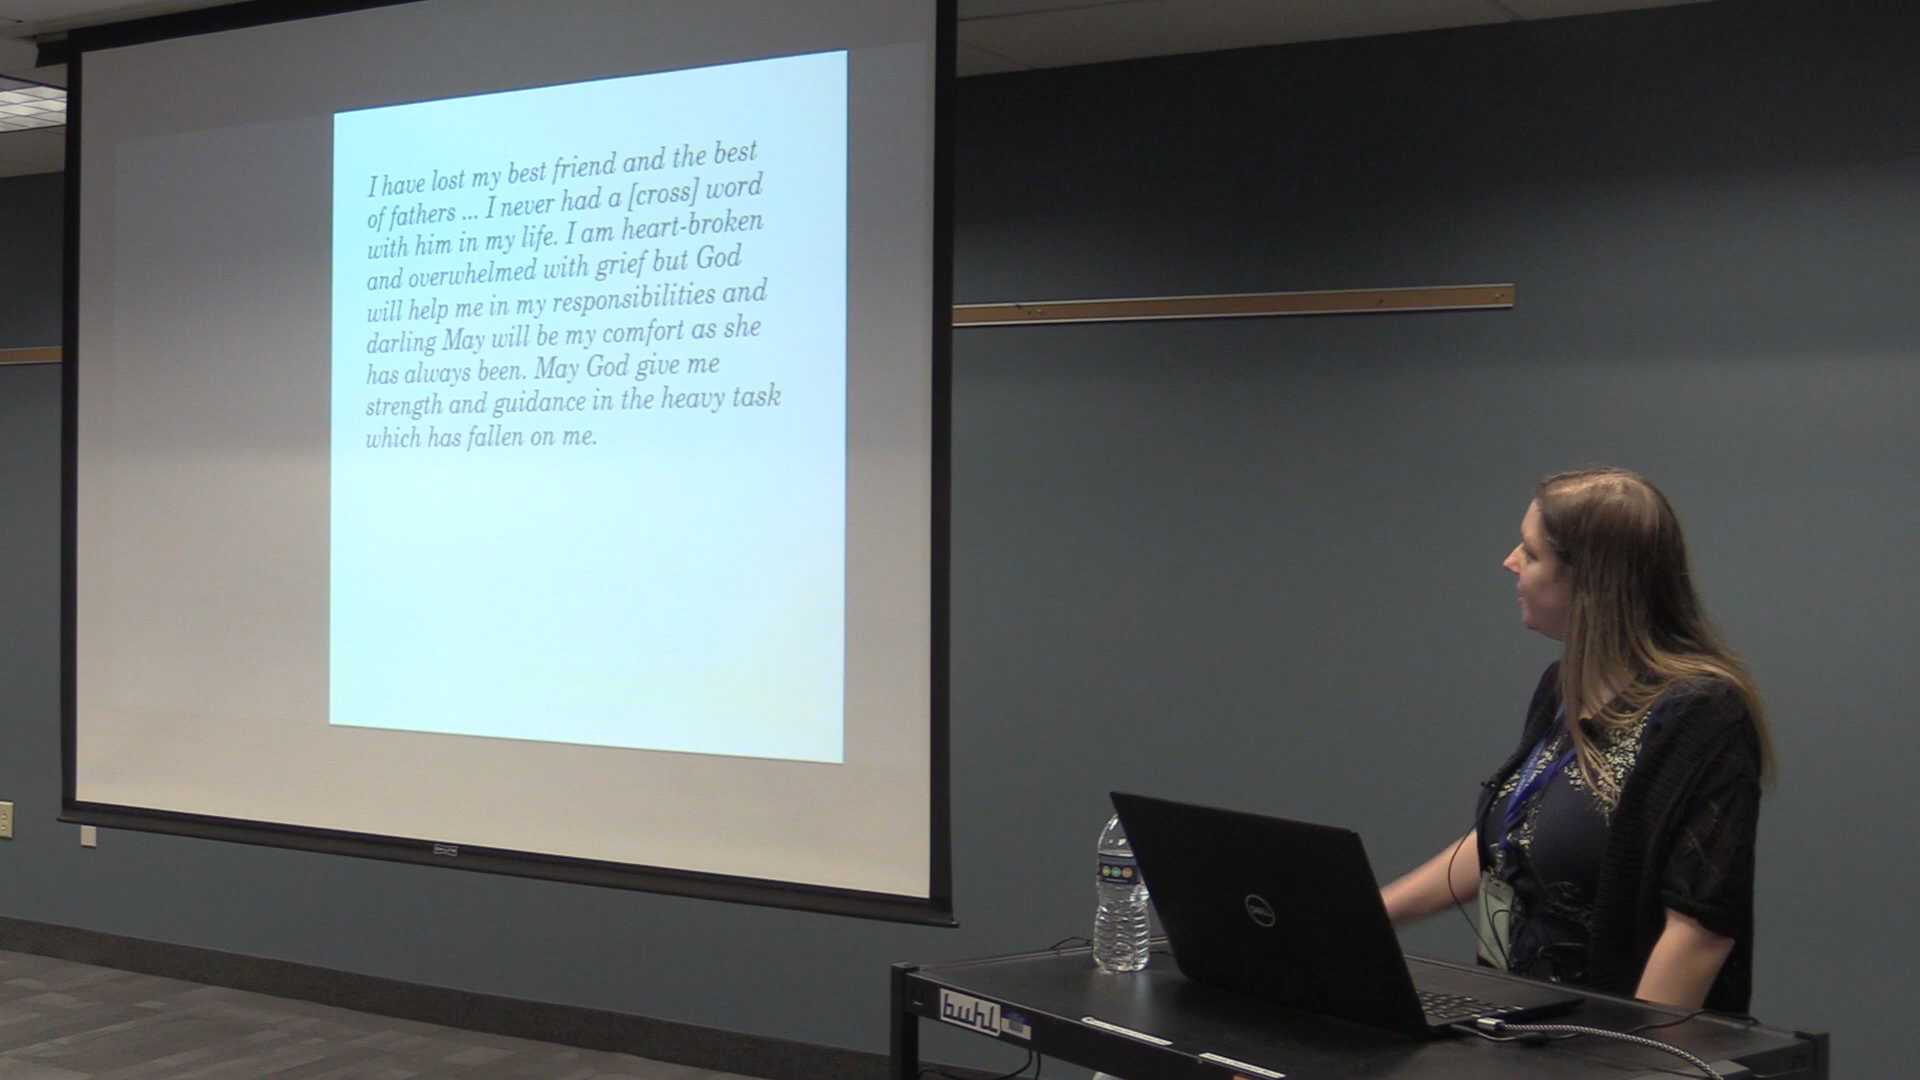 I have lost my best friend and the best
of fathers ... I never had a [cross] word
with him in my life. I am heart-broken
and overwhelmed with grief but God
will help me in my responsibilities and
darling May will be my comfort as she
has always been. May God give me
strength and guidance in the heavy task
which has fallen on me.
DELL
buhl